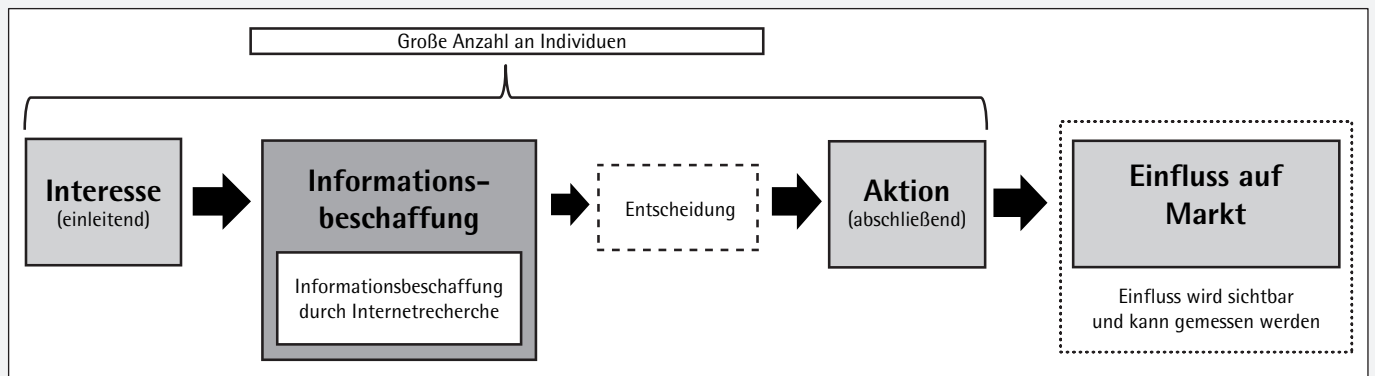 Große Anzahl an Individuen
Interesse
(einleitend)
Informations-
beschaffung
Informationsbeschaffung
durch Internetrecherche
Entscheidung
Aktion
(abschließend)
Einfluss auf
Markt
Einfluss wird sichtbar
und kann gemessen werden